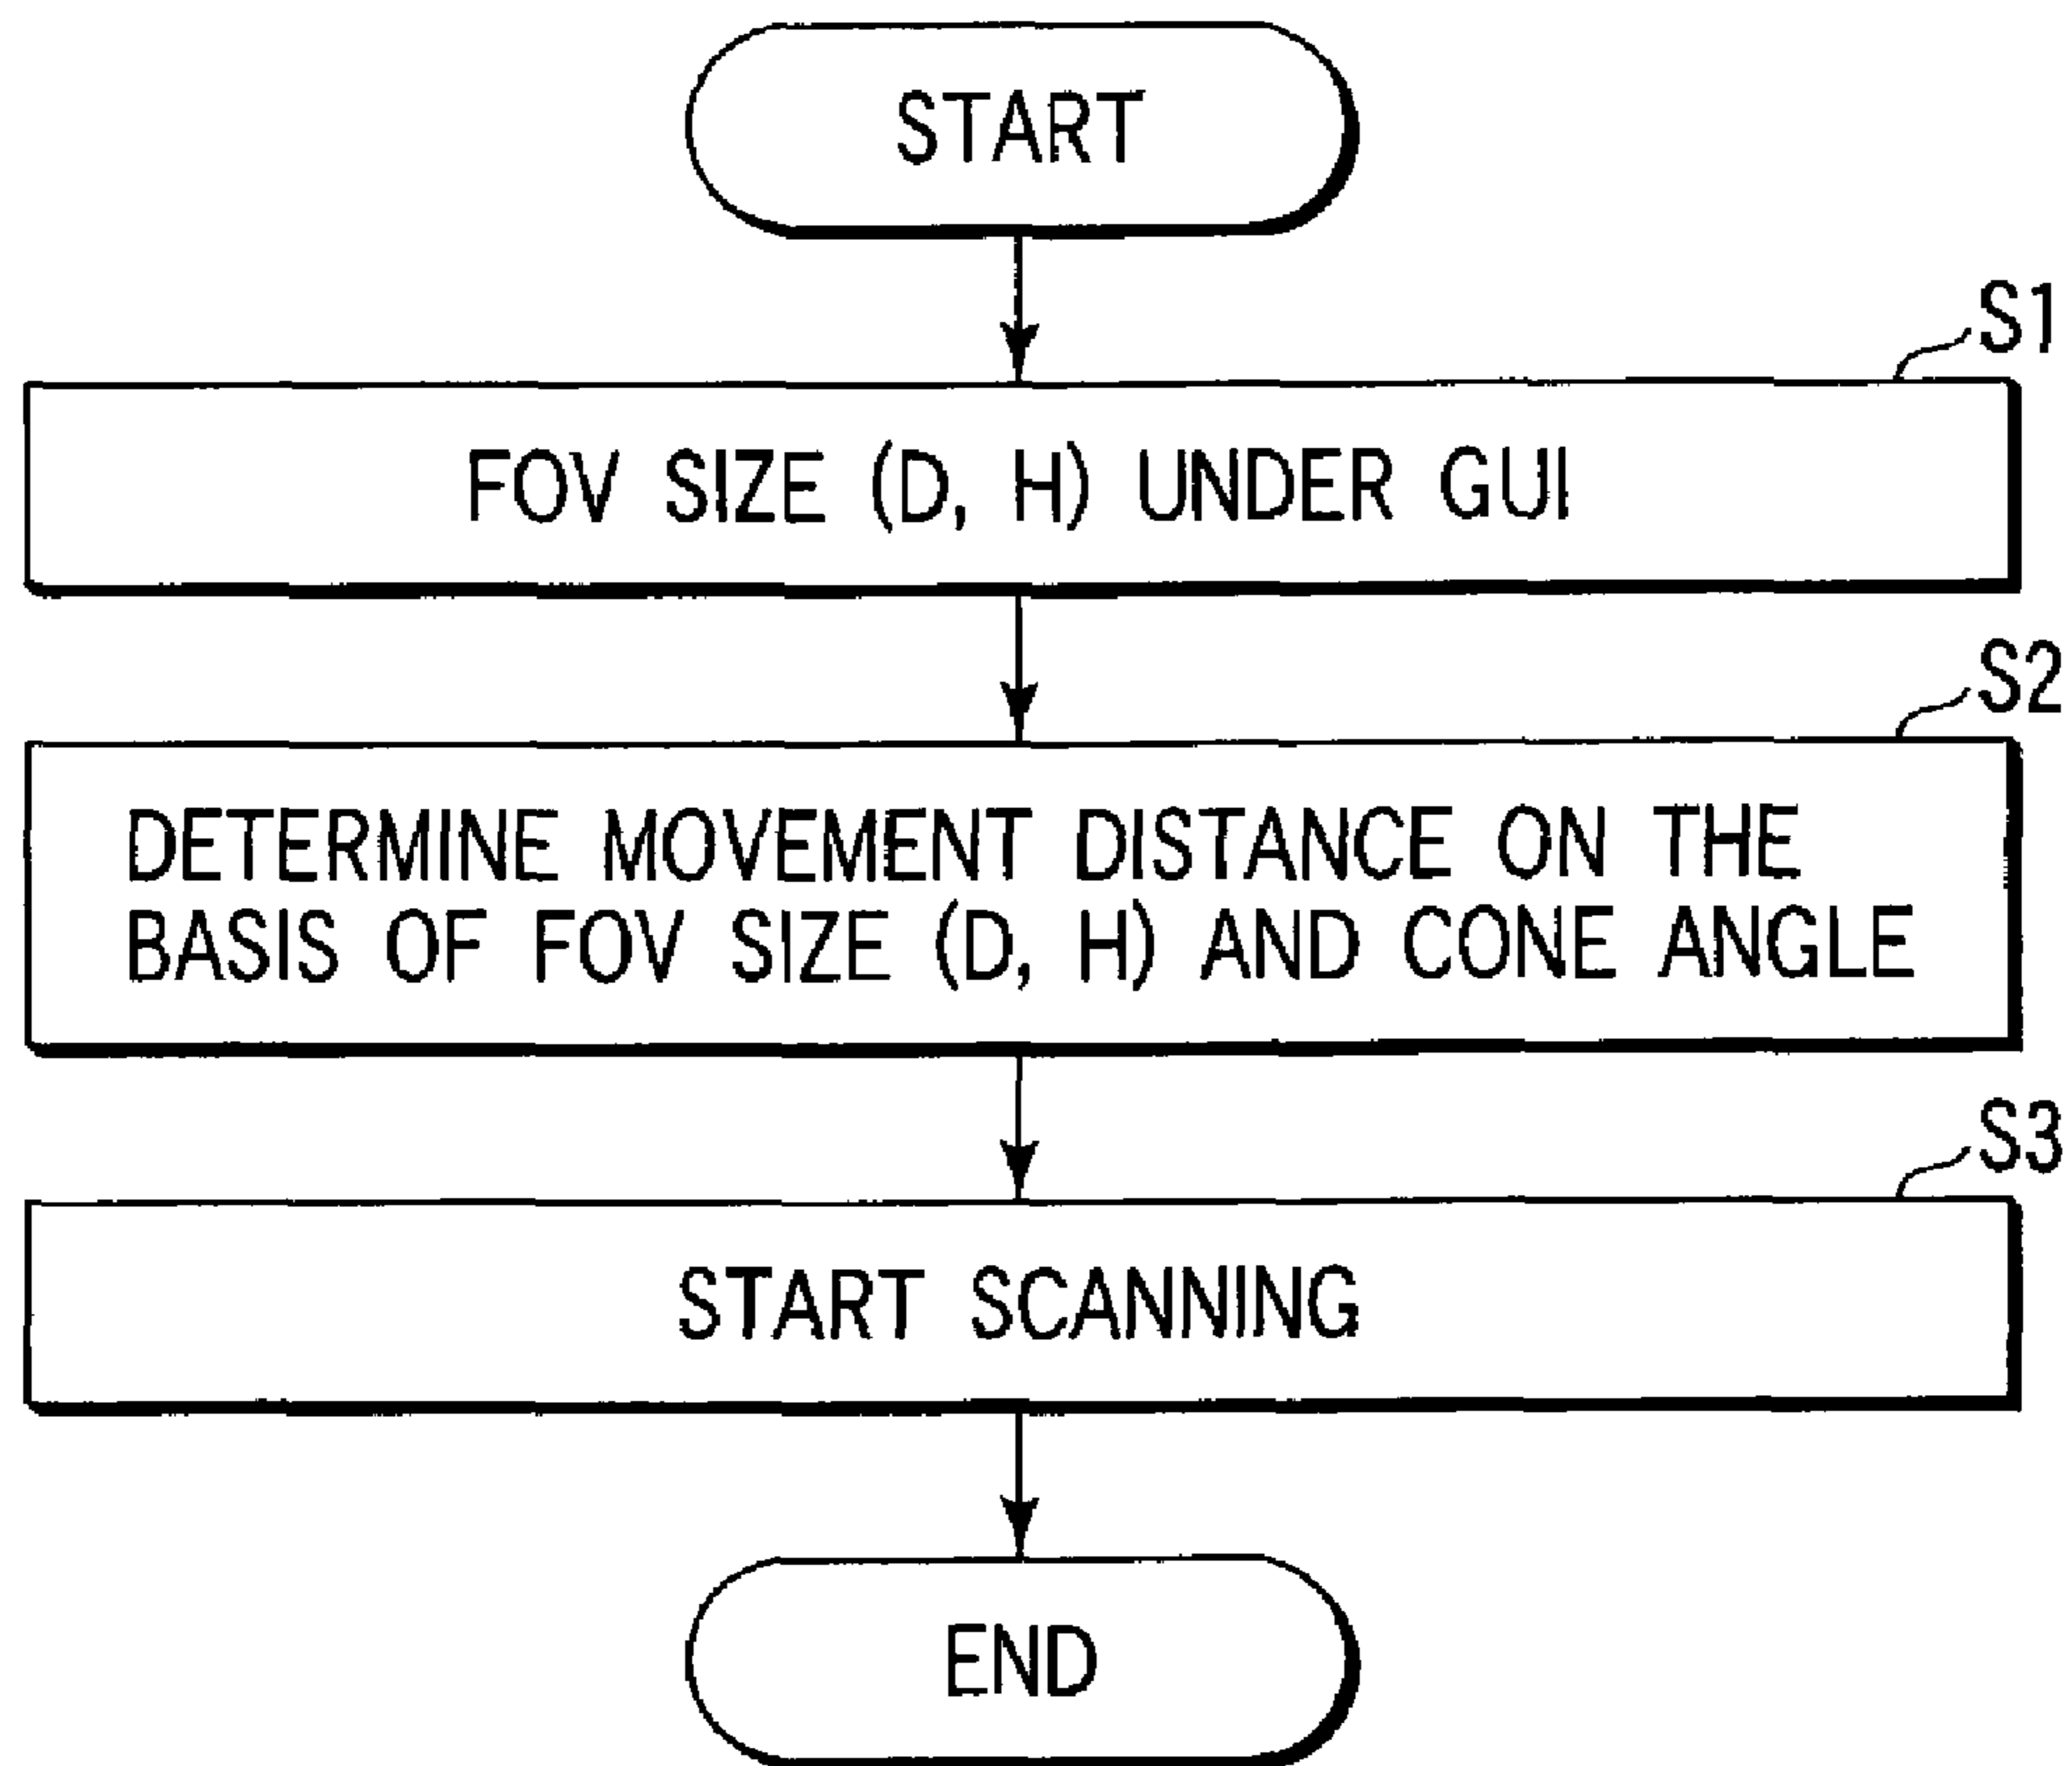 START
S1
FOV SIZE (D, H) UNDER GUI
S2
DETERMINE MOVEMENT DISTANCE ON THE
BASIS OF FOV SIZE (D, H) AND CONE ANGLE
S3
START SCANNING
END